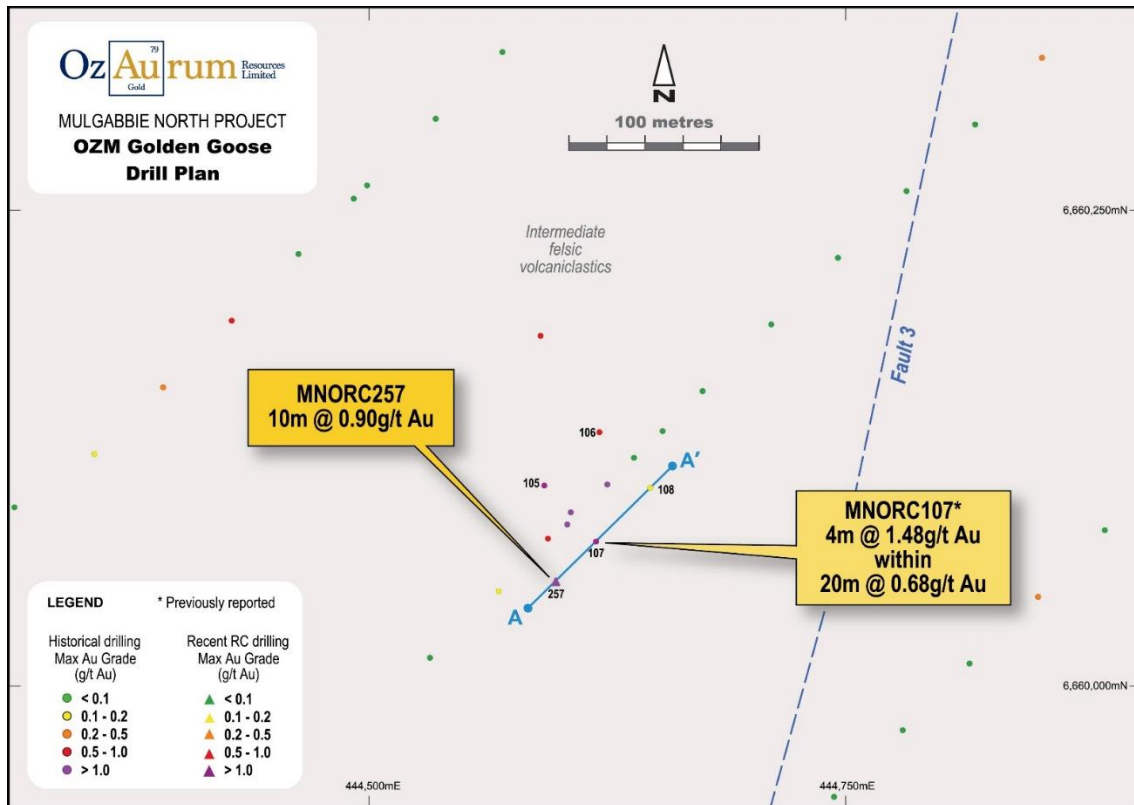 79
Oz Au rum Resources
Limited
Gold
MULGABBIE NORTH PROJECT
OZM Golden Goose
Drill Plan
N
100 metres
6,660,250mN
Intermediate
felsic
volcaniclastics
Fault 3
MNORC257
10m @ 0.90g/t Au
106
105
A'
108
107
257
A
MNORC107*
4m @ 1.48g/t Au
within
20m @ 0.68g/t Au
LEGEND * Previously reported
Historical drilling
Max Au Grade
(g/t Au)
< 0.1
0.1 - 0.2
0.2 - 0.5
0.5 - 1.0
> 1.0
Recent RC drilling
Max Au Grade
(g/t Au)
< 0.1
0.1 - 0.2
0.2 - 0.5
0.5 - 1.0
> 1.0
6,660,000mN
444,500mE
444,750mE